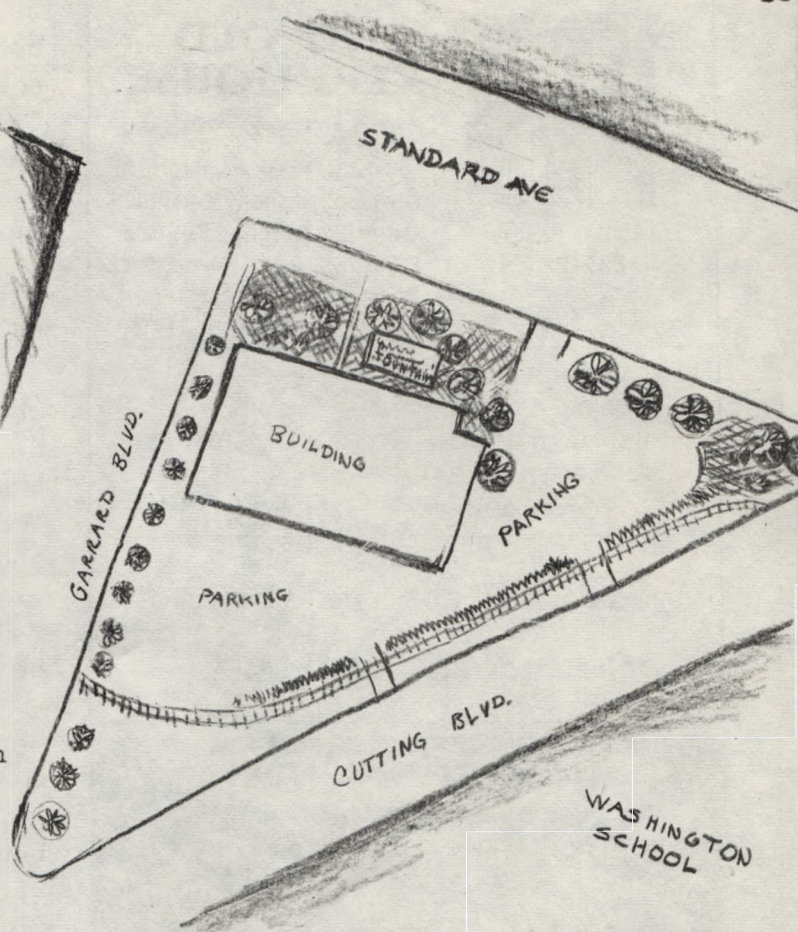 STANDARD AVE
FOUNTAIN
BUILDING
GARRARD BLVD.
PARKING
PARKING
CUTTING BLVD.
WASHINGTON
SCHOOL